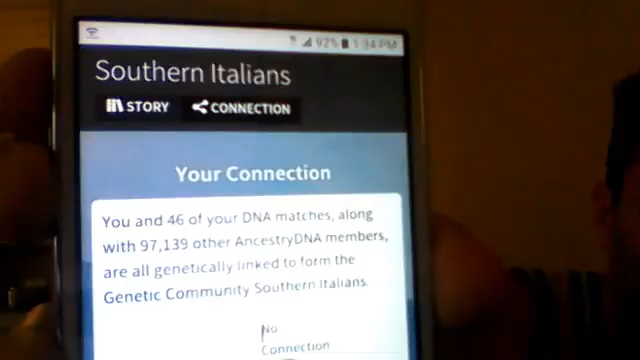 92% 1:34 PM
Southern Italians
STORY CONNECTION
Your Connection
You and 46 of your DNA matches, along
with 97,139 other AncestryDNA members,
are all genetically linked to form the
Genetic Community Southern Italians.
No
Connection